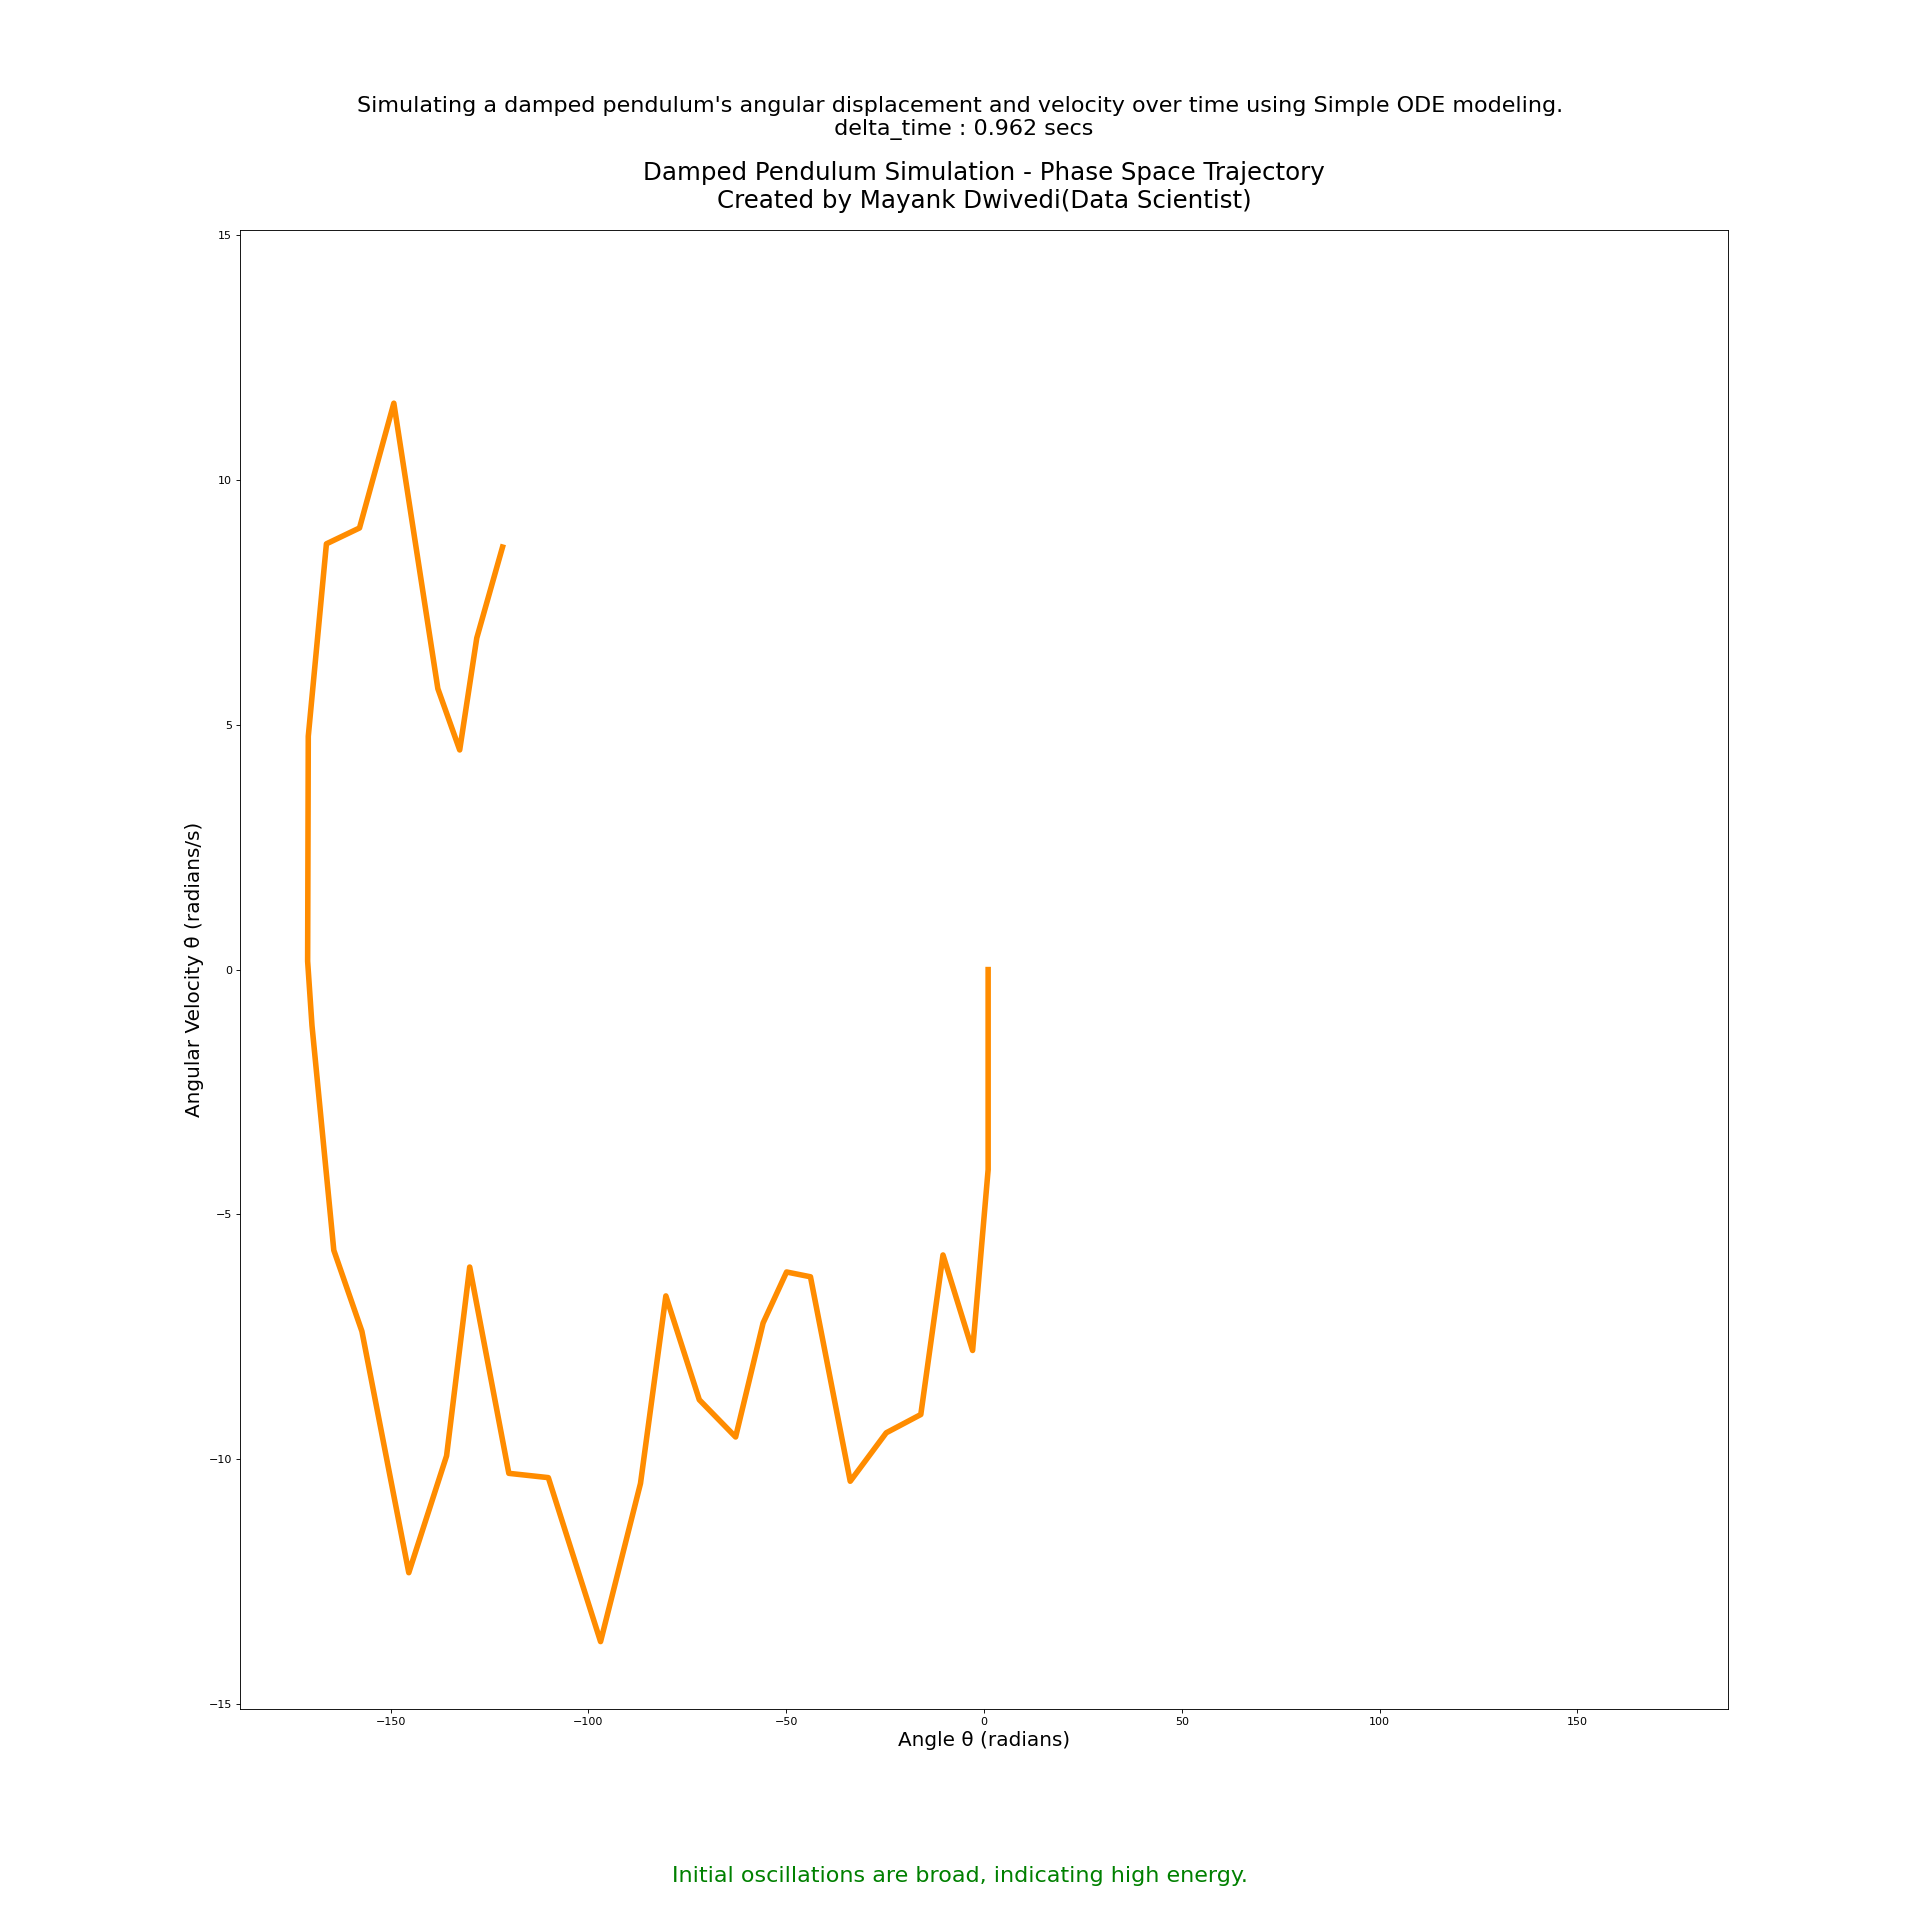 Simulating a damped pendulum's angular displacement and velocity over time using Simple ODE modeling.
delta_time : 0.962 secs
Damped Pendulum Simulation - Phase Space Trajectory
Created by Mayank Dwivedi(Data Scientist)
15
10
5
0
−5
−10
−15
Angular Velocity θ (radians/s)
−150
−100
−50
0
50
100
150
Angle θ (radians)
Initial oscillations are broad, indicating high energy.